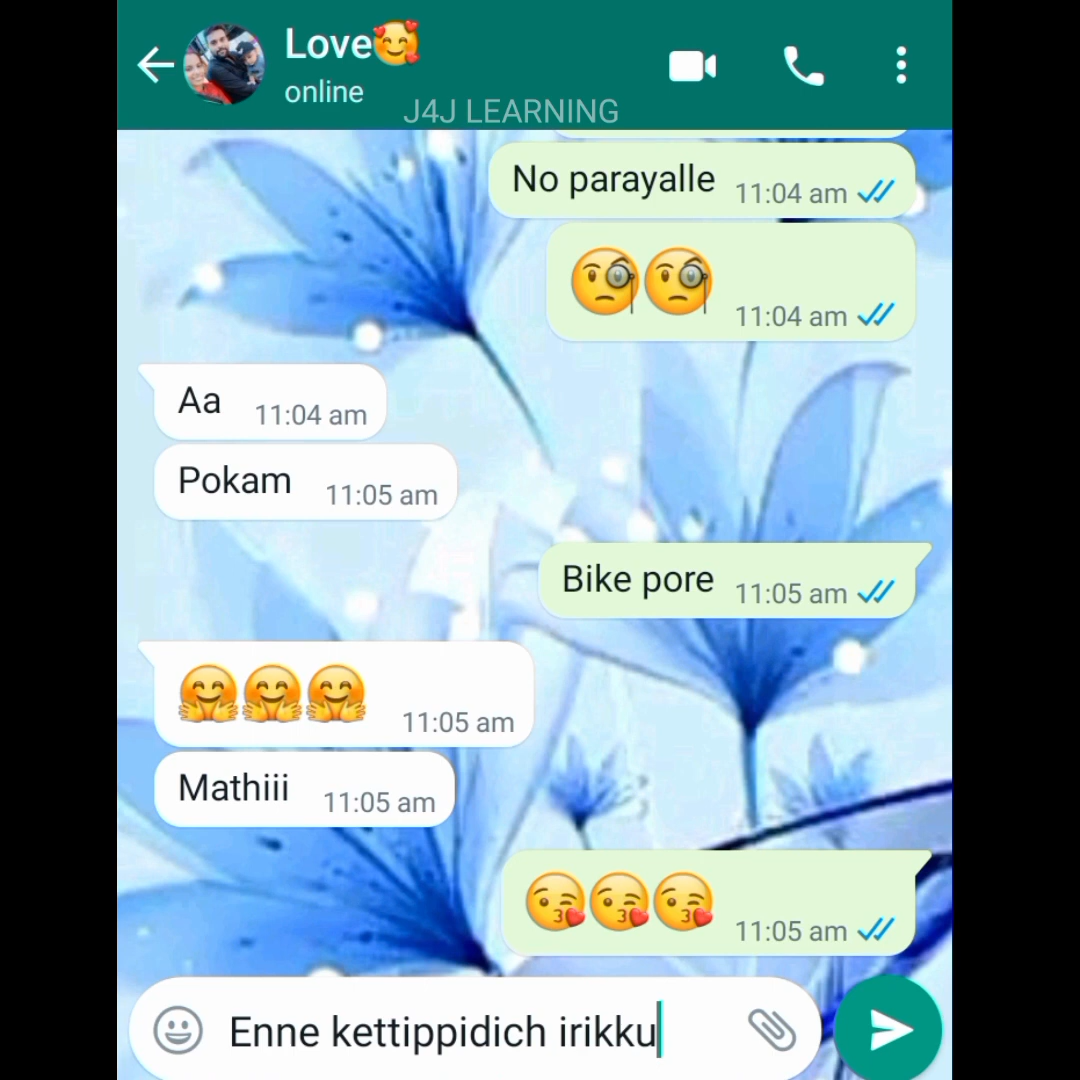 Love🥰
online
J4J LEARNING
No parayalle 11:04 am
🧐🧐 11:04 am
Aa 11:04 am
Pokam 11:05 am
Bike pore 11:05 am
🤗🤗🤗 11:05 am
Mathiii 11:05 am
😘😘😘 11:05 am
Enne kettippidich irikku